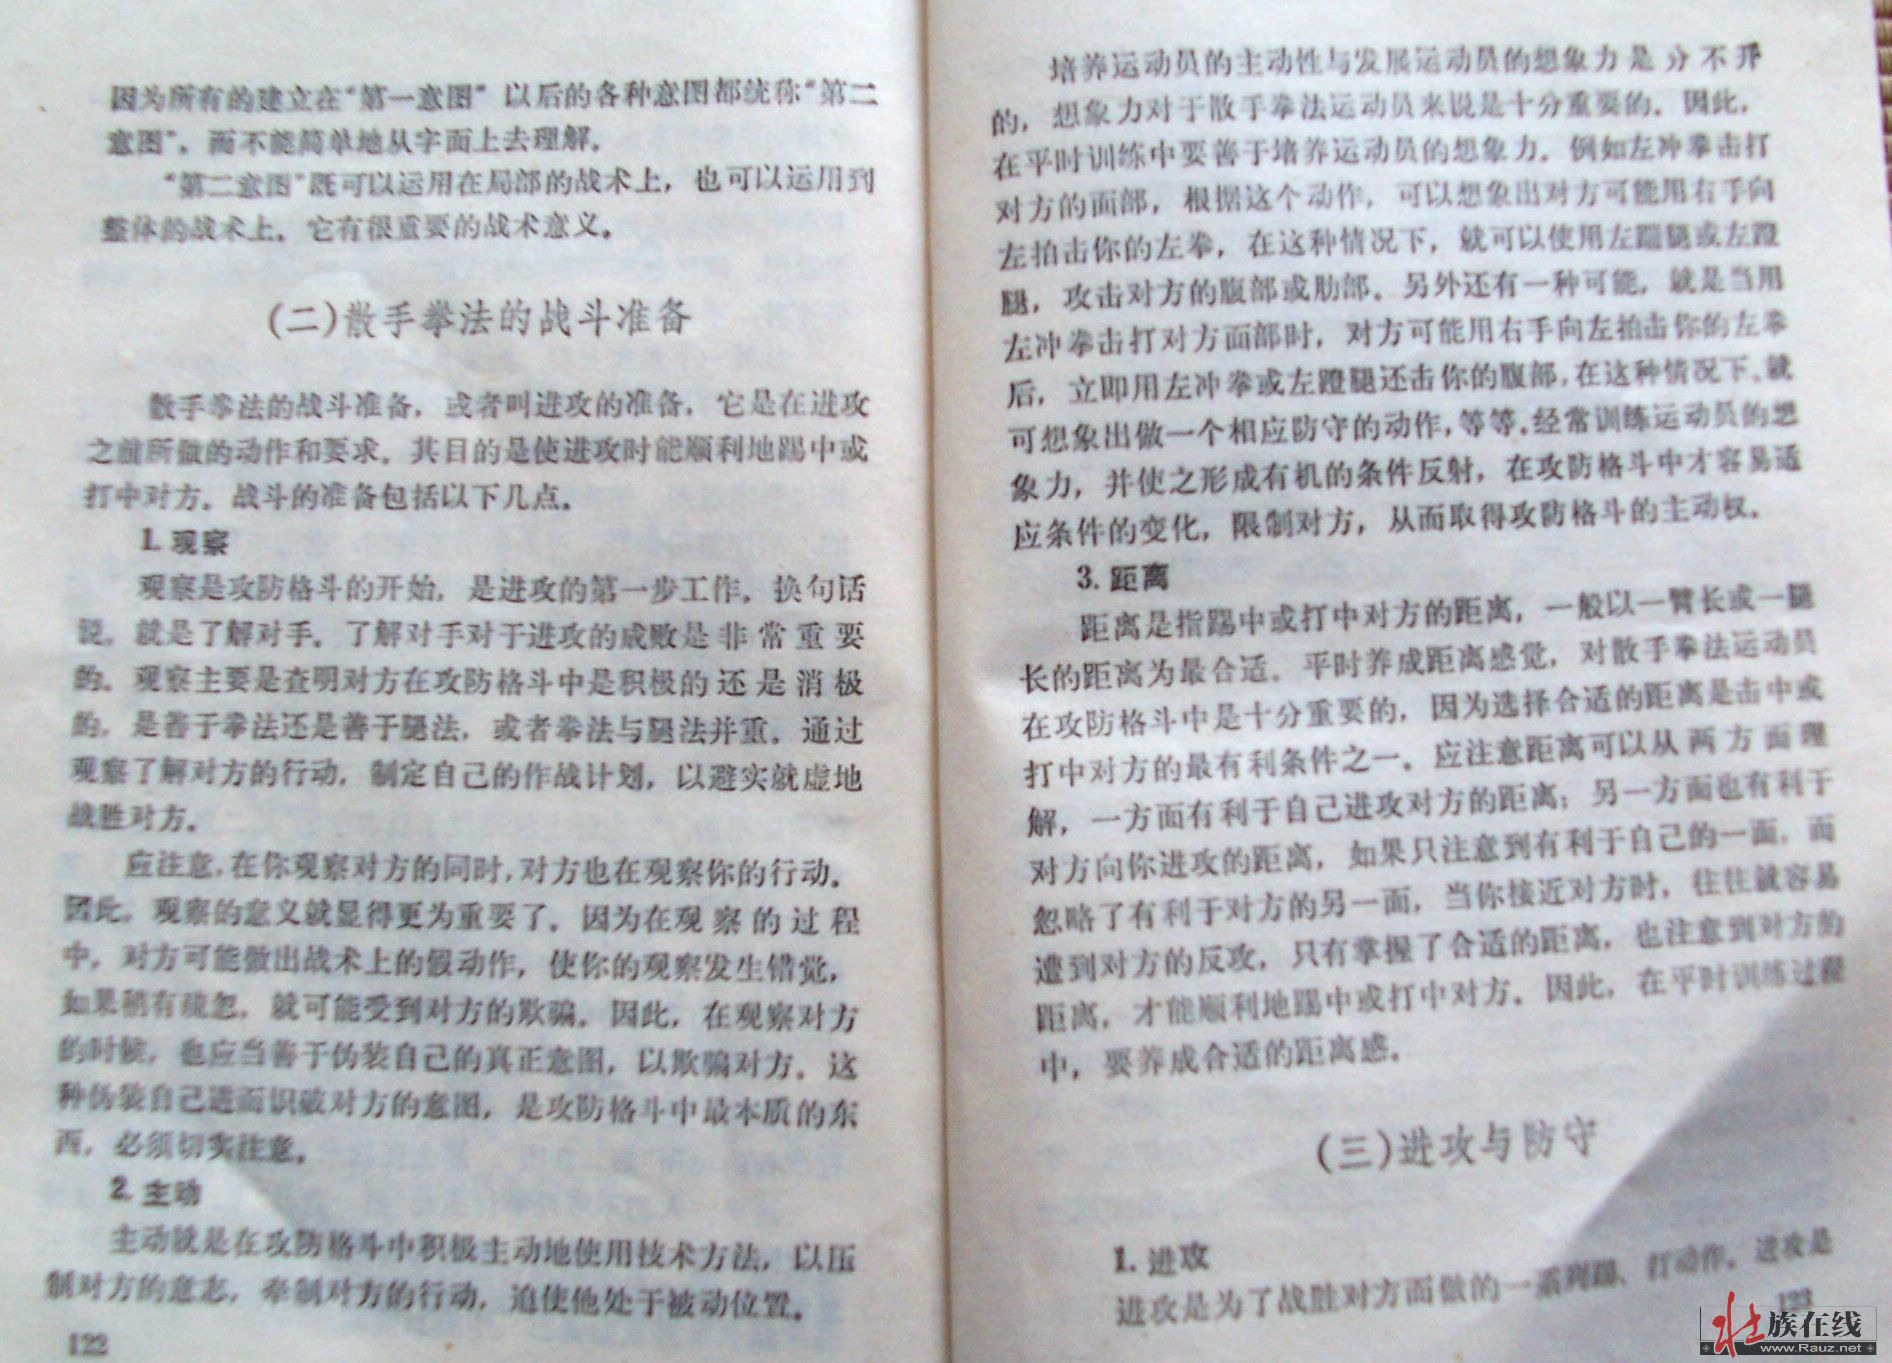 因为所有的建立在“第一意图”以后的各种意图都统称“第二
意图”，而不能简单地从字面上去理解。
“第二意图”既可以运用在局部的战术上，也可以运用到
整体的战术上。它有很重要的战术意义。
（二）散手拳法的战斗准备
散手拳法的战斗准备，或者叫进攻的准备，它是在进攻
之前所做的动作和要求。其目的是使进攻时能顺利地踢中或
打中对方。战斗的准备包括以下几点。
1. 观察
观察是攻防格斗的开始，是进攻的第一步工作。换句话
说，就是了解对手。了解对手对于进攻的成败是非常重要
的。观察主要是查明对方在攻防格斗中是积极的还是消极
的，是善于拳法还是善于腿法，或者拳法与腿法并重。通过
观察了解对方的行动，制定自己的作战计划，以避实就虚地
战胜对方。
应注意，在你观察对方的同时，对方也在观察你的行动。
因此，观察的意义就显得更为重要了。因为在观察的过程
中，对方可能做出战术上的假动作，使你的观察发生错觉，
如果稍有疏忽，就可能受到对方的欺骗。因此，在观察对方
的时候，也应当善于伪装自己的真正意图，以欺骗对方。这
种伪装自己进而识破对方的意图，是攻防格斗中最本质的东
西，必须切实注意。
2. 主动
主动就是在攻防格斗中积极主动地使用技术方法，以压
制对方的意志，牵制对方的行动，迫使他处于被动位置。
122
培养运动员的主动性与发展运动员的想象力是分不开
的，想象力对于散手拳法运动员来说是十分重要的。因此，
在平时训练中要善于培养运动员的想象力。例如左冲拳击打
对方的面部，根据这个动作，可以想象出对方可能用右手向
左拍击你的左拳，在这种情况下，就可以使用左踹腿或左蹬
腿，攻击对方的腹部或肋部。另外还有一种可能，就是当用
左冲拳击打对方面部时，对方可能用右手向左拍击你的左拳
后，立即用左冲拳或左蹬腿还击你的腹部，在这种情况下，就
可想象出做一个相应防守的动作，等等。经常训练运动员的想
象力，并使之形成有机的条件反射，在攻防格斗中才容易适
应条件的变化，限制对方，从而取得攻防格斗的主动权。
3. 距离
距离是指踢中或打中对方的距离，一般以一臂长或一腿
长的距离为最合适。平时养成距离感觉，对散手拳法运动员
在攻防格斗中是十分重要的，因为选择合适的距离是击中或
打中对方的最有利条件之一。应注意距离可以从两方面理
解，一方面有利于自己进攻对方的距离；另一方面也有利于
对方向你进攻的距离，如果只注意到有利于自己的一面，而
忽略了有利于对方的另一面，当你接近对方时，往往就容易
遭到对方的反攻，只有掌握了合适的距离，也注意到对方的
距离，才能顺利地踢中或打中对方。因此，在平时训练过程
中，要养成合适的距离感。
（三）进攻与防守
1. 进攻
进攻是为了战胜对方而做的一系列踢、打动作。进攻是
123
壮族在线
www.Rauz.net